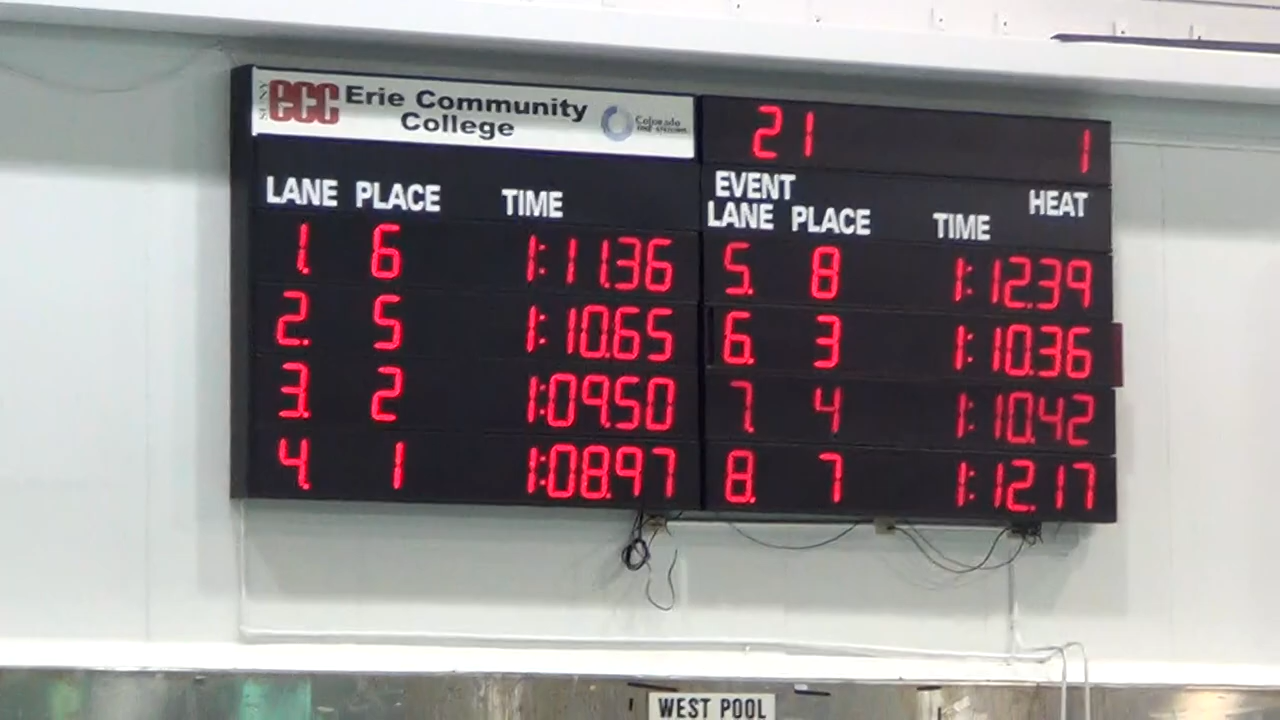 SUNY ecc Erie Community
College
Colorado
TIME SYSTEMS
21 1
EVENT HEAT
LANE PLACE TIME
1. 6 1:11.36
2. 5 1:10.65
3. 2 1:09.50
4. 1 1:08.97
LANE PLACE TIME
5. 8 1:12.39
6. 3 1:10.36
7. 4 1:10.42
8. 7 1:12.17
WEST POOL